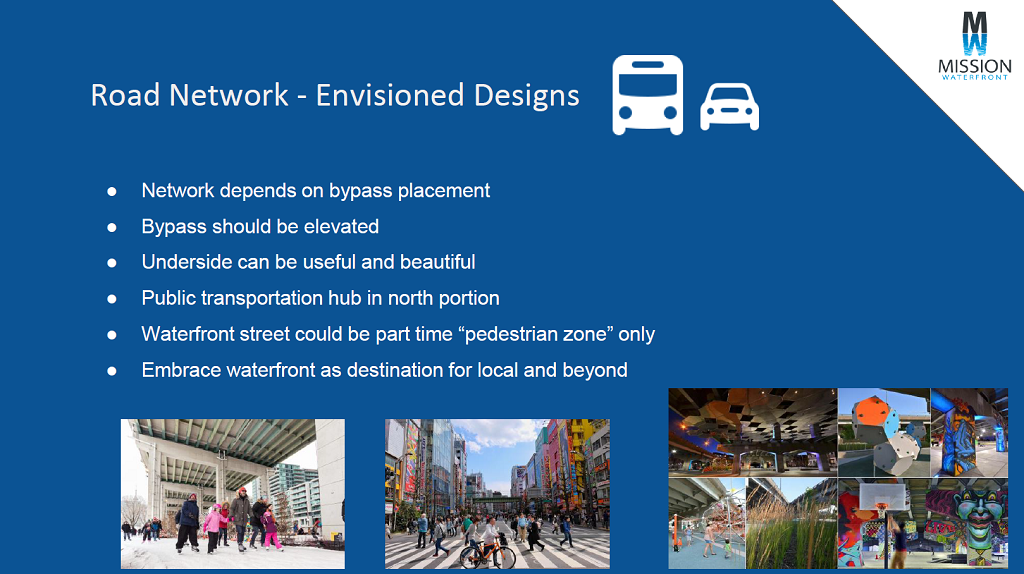 M
W
MISSION
WATERFRONT
Road Network - Envisioned Designs
● Network depends on bypass placement
● Bypass should be elevated
● Underside can be useful and beautiful
● Public transportation hub in north portion
● Waterfront street could be part time “pedestrian zone” only
● Embrace waterfront as destination for local and beyond